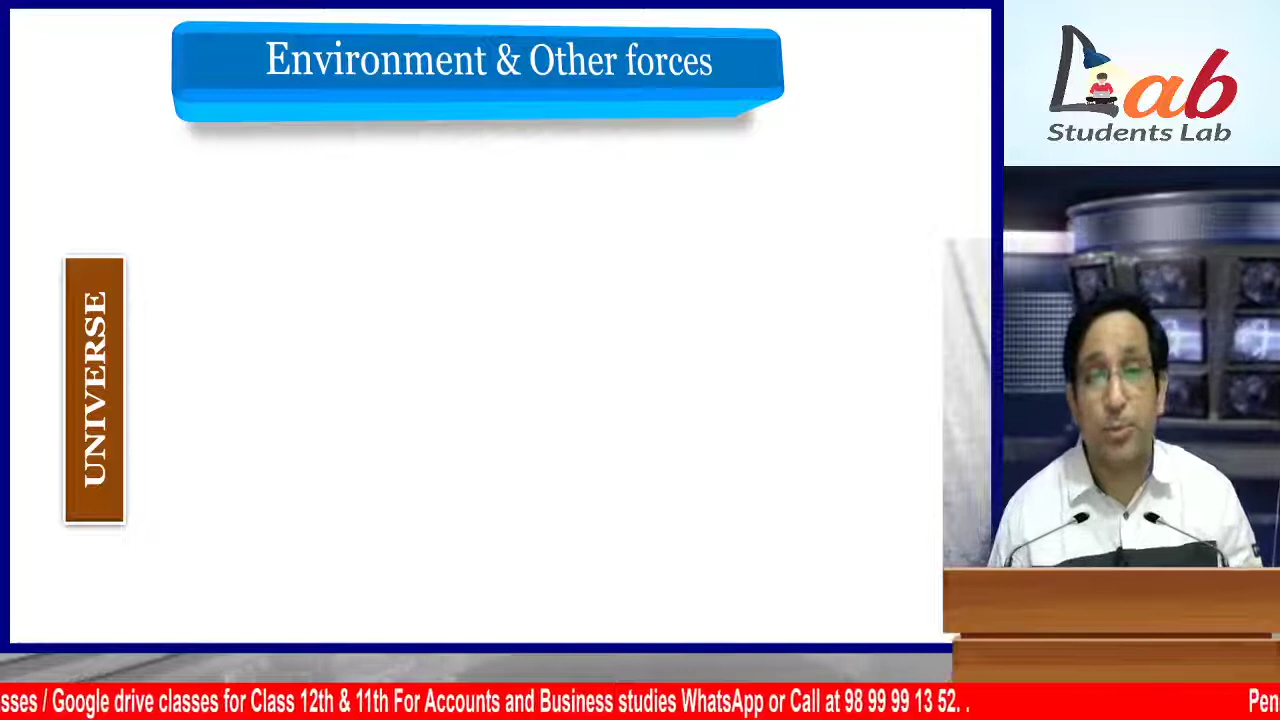 Environment & Other forces
Lab
Students Lab
UNIVERSE
sses / Google drive classes for Class 12th & 11th For Accounts and Business studies WhatsApp or Call at 98 99 99 13 52. .
Pen